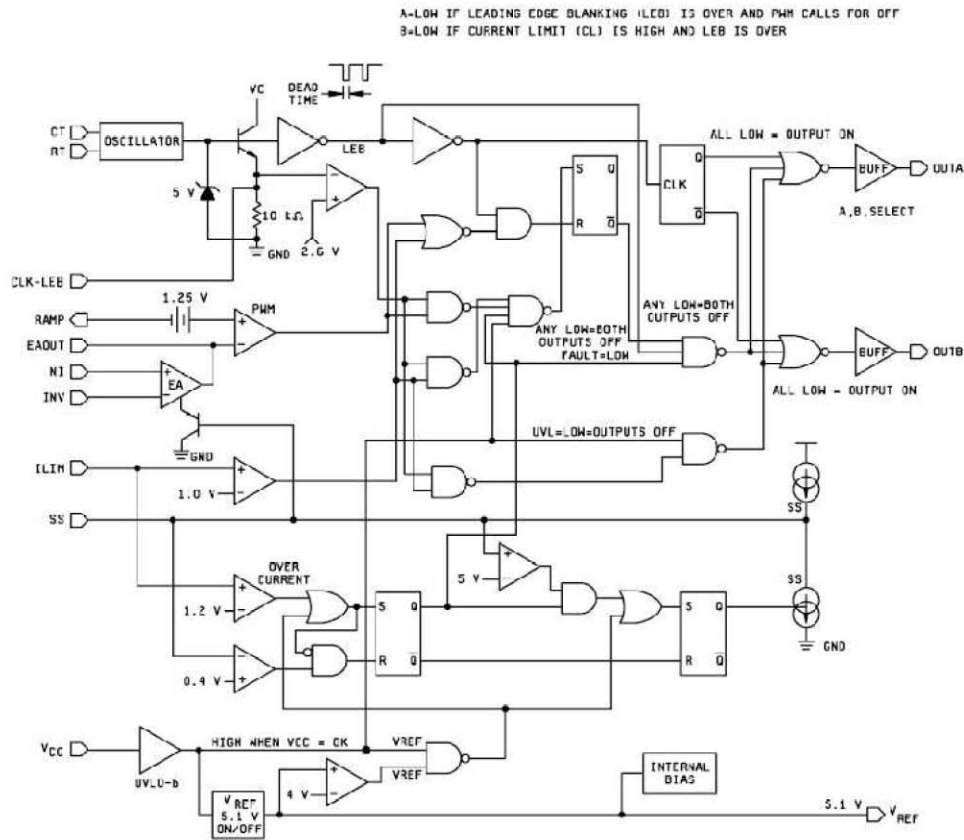 A=LOW IF LEADING EDGE BLANKING (LEB) IS OVER AND PWM CALLS FOR OFF
B=LOW IF CURRENT LIMIT (CL) IS HIGH AND LEB IS OVER
VC
DEAD
TIME
CT
RT
OSCILLATOR
LEB
ALL LOW = OUTPUT ON
S
Q
Q
CLK
BUFF
OUTA
5 V
10 kΩ
R
Q
Q
A,B,SELECT
GND
2.6 V
CLK-LEB
1.25 V
RAMP
PWM
EAOUT
ANY LOW=BOTH
OUTPUTS OFF
FAULT=LOW
ANY LOW=BOTH
OUTPUTS OFF
NI
EA
INV
BUFF
OUTB
ALL LOW = OUTPUT ON
GND
UVL=LOW=OUTPUTS OFF
ILIM
1.0 V
SS
SS
OVER
CURRENT
5 V
SS
1.2 V
S
Q
S
Q
GND
R
Q
R
Q
0.4 V
VCC
HIGH WHEN VCC = OK
VREF
UVLO-b
VREF
4 V
INTERNAL
BIAS
VREF
5.1 V
ON/OFF
5.1 V
VREF